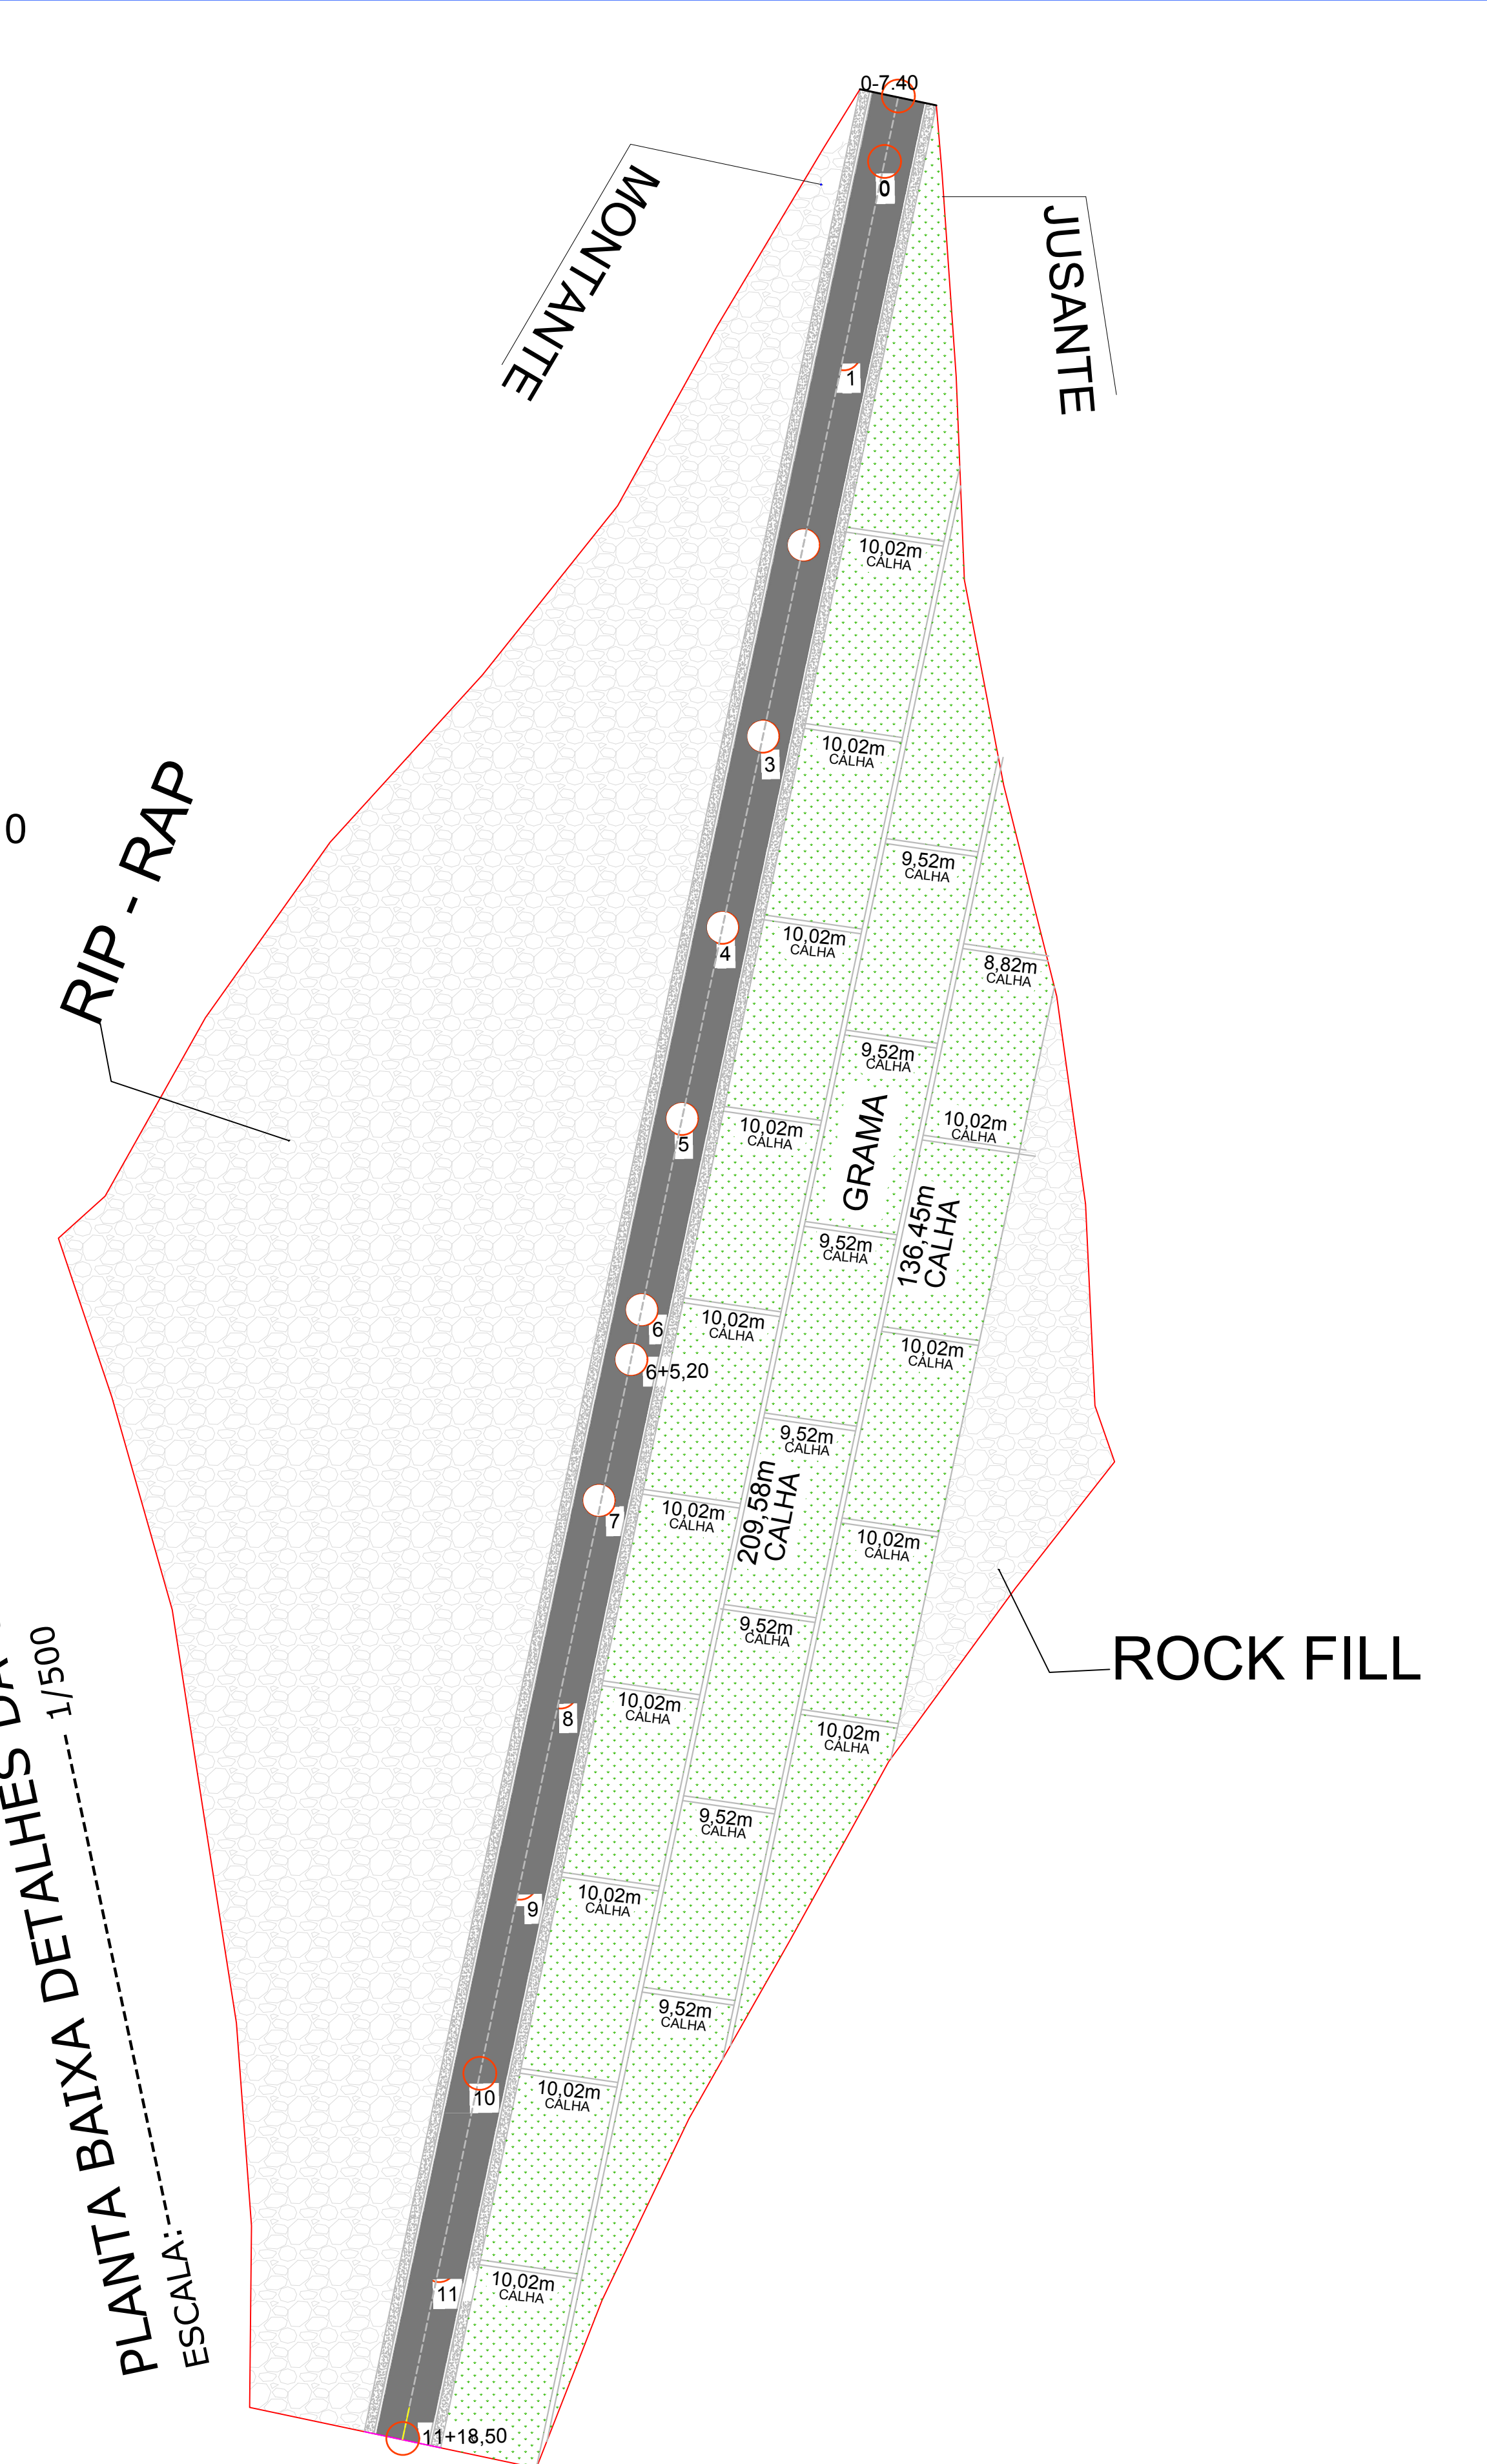 0-7.40
0
MONTANTE
JUSANTE
1
10,02m
CALHA
3
10,02m
CALHA
RIP - RAP
0
9,52m
CALHA
4
10,02m
CALHA
8,82m
CALHA
9,52m
CALHA
5
10,02m
CALHA
GRAMA
10,02m
CALHA
136,45m
CALHA
9,52m
CALHA
6
10,02m
CALHA
6+5,20
10,02m
CALHA
9,52m
CALHA
209,58m
CALHA
7
10,02m
CALHA
10,02m
CALHA
9,52m
CALHA
ROCK FILL
8
10,02m
CALHA
10,02m
CALHA
9,52m
CALHA
9
10,02m
CALHA
9,52m
CALHA
10
10,02m
CALHA
11
10,02m
CALHA
11+18,50
PLANTA BAIXA DETALHES DA
ESCALA: 1/500